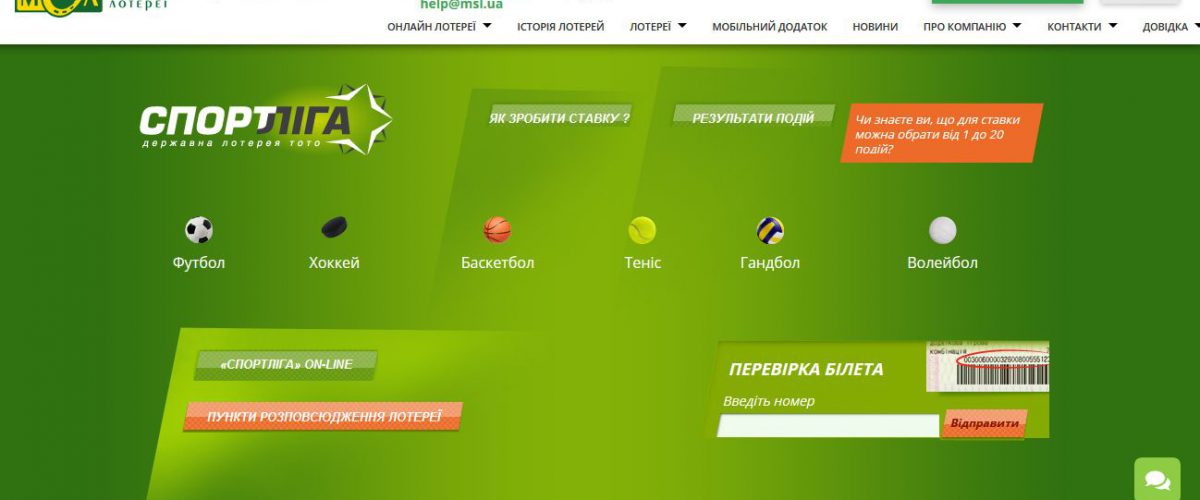 ЛОТЕРЕЇ
help@msl.ua
ОНЛАЙН ЛОТЕРЕЇ
ІСТОРІЯ ЛОТЕРЕЙ
ЛОТЕРЕЇ
МОБІЛЬНИЙ ДОДАТОК
НОВИНИ
ПРО КОМПАНІЮ
КОНТАКТИ
ДОВІДКА
СПОРТЛІГА
державна лотерея тото
ЯК ЗРОБИТИ СТАВКУ ?
РЕЗУЛЬТАТИ ПОДІЙ
Чи знаєте ви, що для ставки
можна обрати від 1 до 20
подій?
Футбол
Хоккей
Баскетбол
Теніс
Гандбол
Волейбол
«СПОРТЛІГА» ON-LINE
ПУНКТИ РОЗПОВСЮДЖЕННЯ ЛОТЕРЕЇ
ПЕРЕВІРКА БІЛЕТА
комбінація
Введіть номер
Відправити